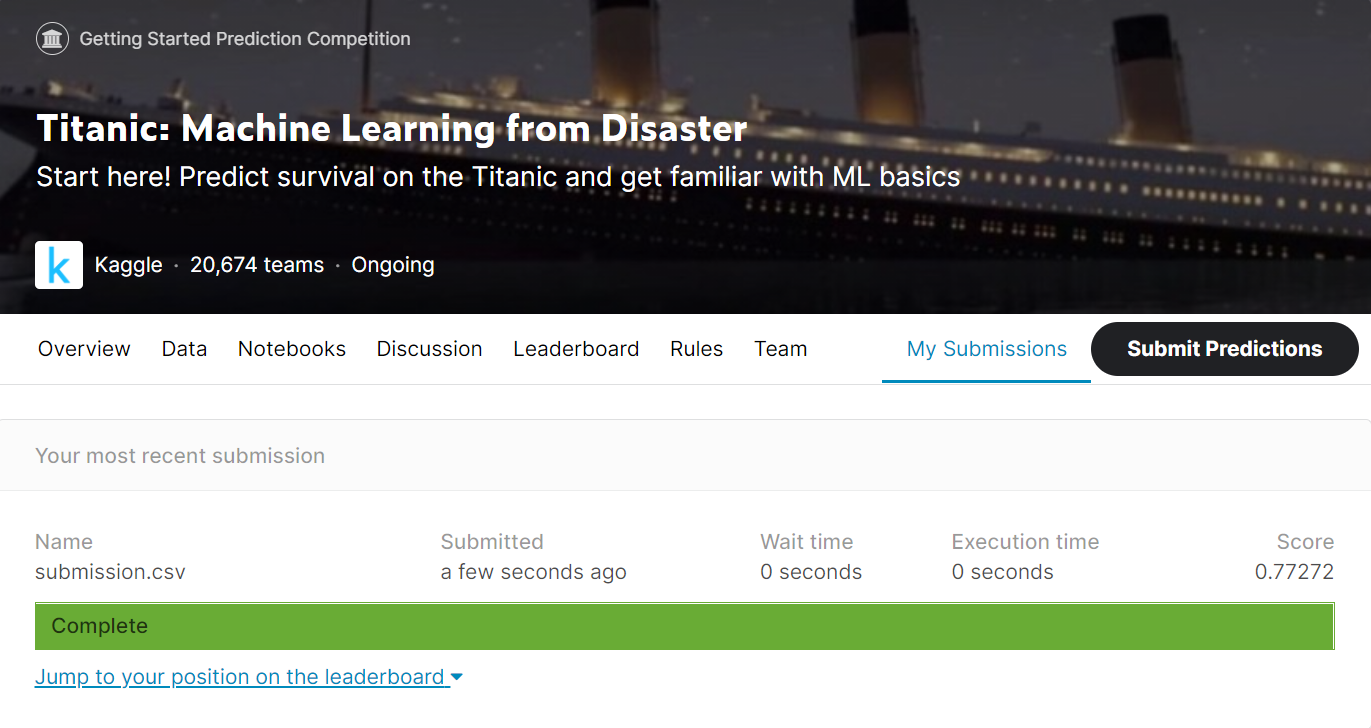 Getting Started Prediction Competition
Titanic: Machine Learning from Disaster
Start here! Predict survival on the Titanic and get familiar with ML basics
k Kaggle · 20,674 teams · Ongoing
Overview Data Notebooks Discussion Leaderboard Rules Team My Submissions Submit Predictions
Your most recent submission
Name Submitted Wait time Execution time Score
submission.csv a few seconds ago 0 seconds 0 seconds 0.77272
Complete
Jump to your position on the leaderboard